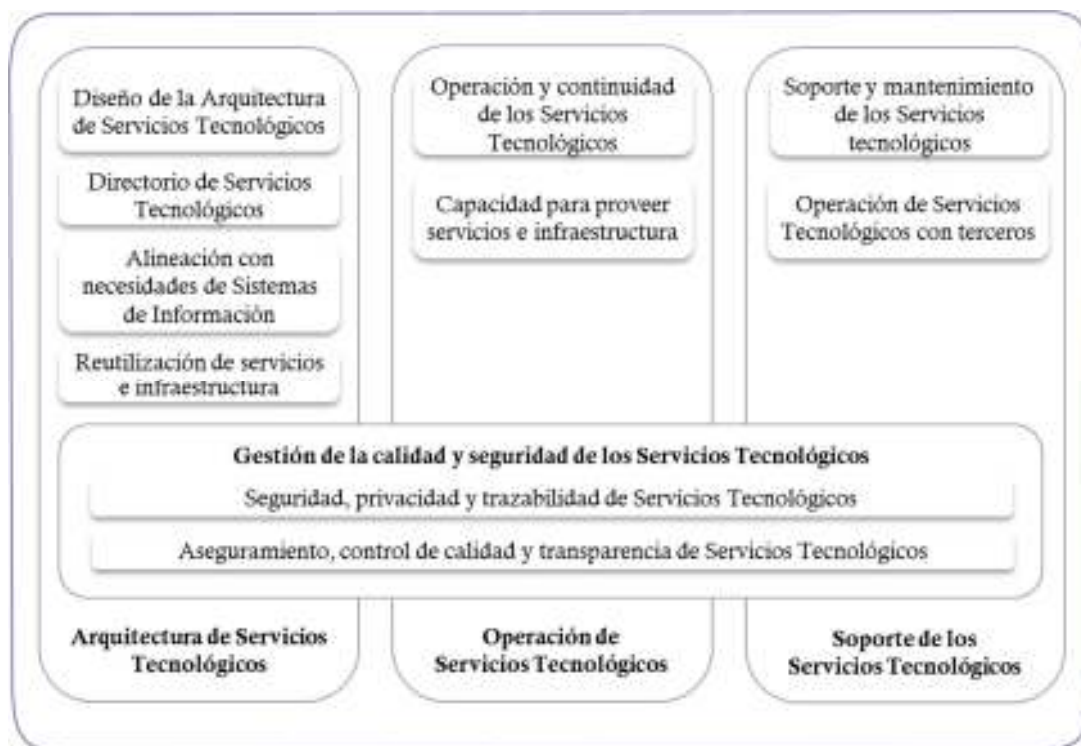 Diseño de la Arquitectura
de Servicios Tecnológicos
Directorio de Servicios
Tecnológicos
Alineación con
necesidades de Sistemas
de Información
Reutilización de servicios
e infraestructura
Operación y continuidad
de los Servicios
Tecnológicos
Capacidad para proveer
servicios e infraestructura
Soporte y mantenimiento
de los Servicios
tecnológicos
Operación de Servicios
Tecnológicos con terceros
Gestión de la calidad y seguridad de los Servicios Tecnológicos
Seguridad, privacidad y trazabilidad de Servicios Tecnológicos
Aseguramiento, control de calidad y transparencia de Servicios Tecnológicos
Arquitectura de Servicios
Tecnológicos
Operación de
Servicios Tecnológicos
Soporte de los
Servicios Tecnológicos